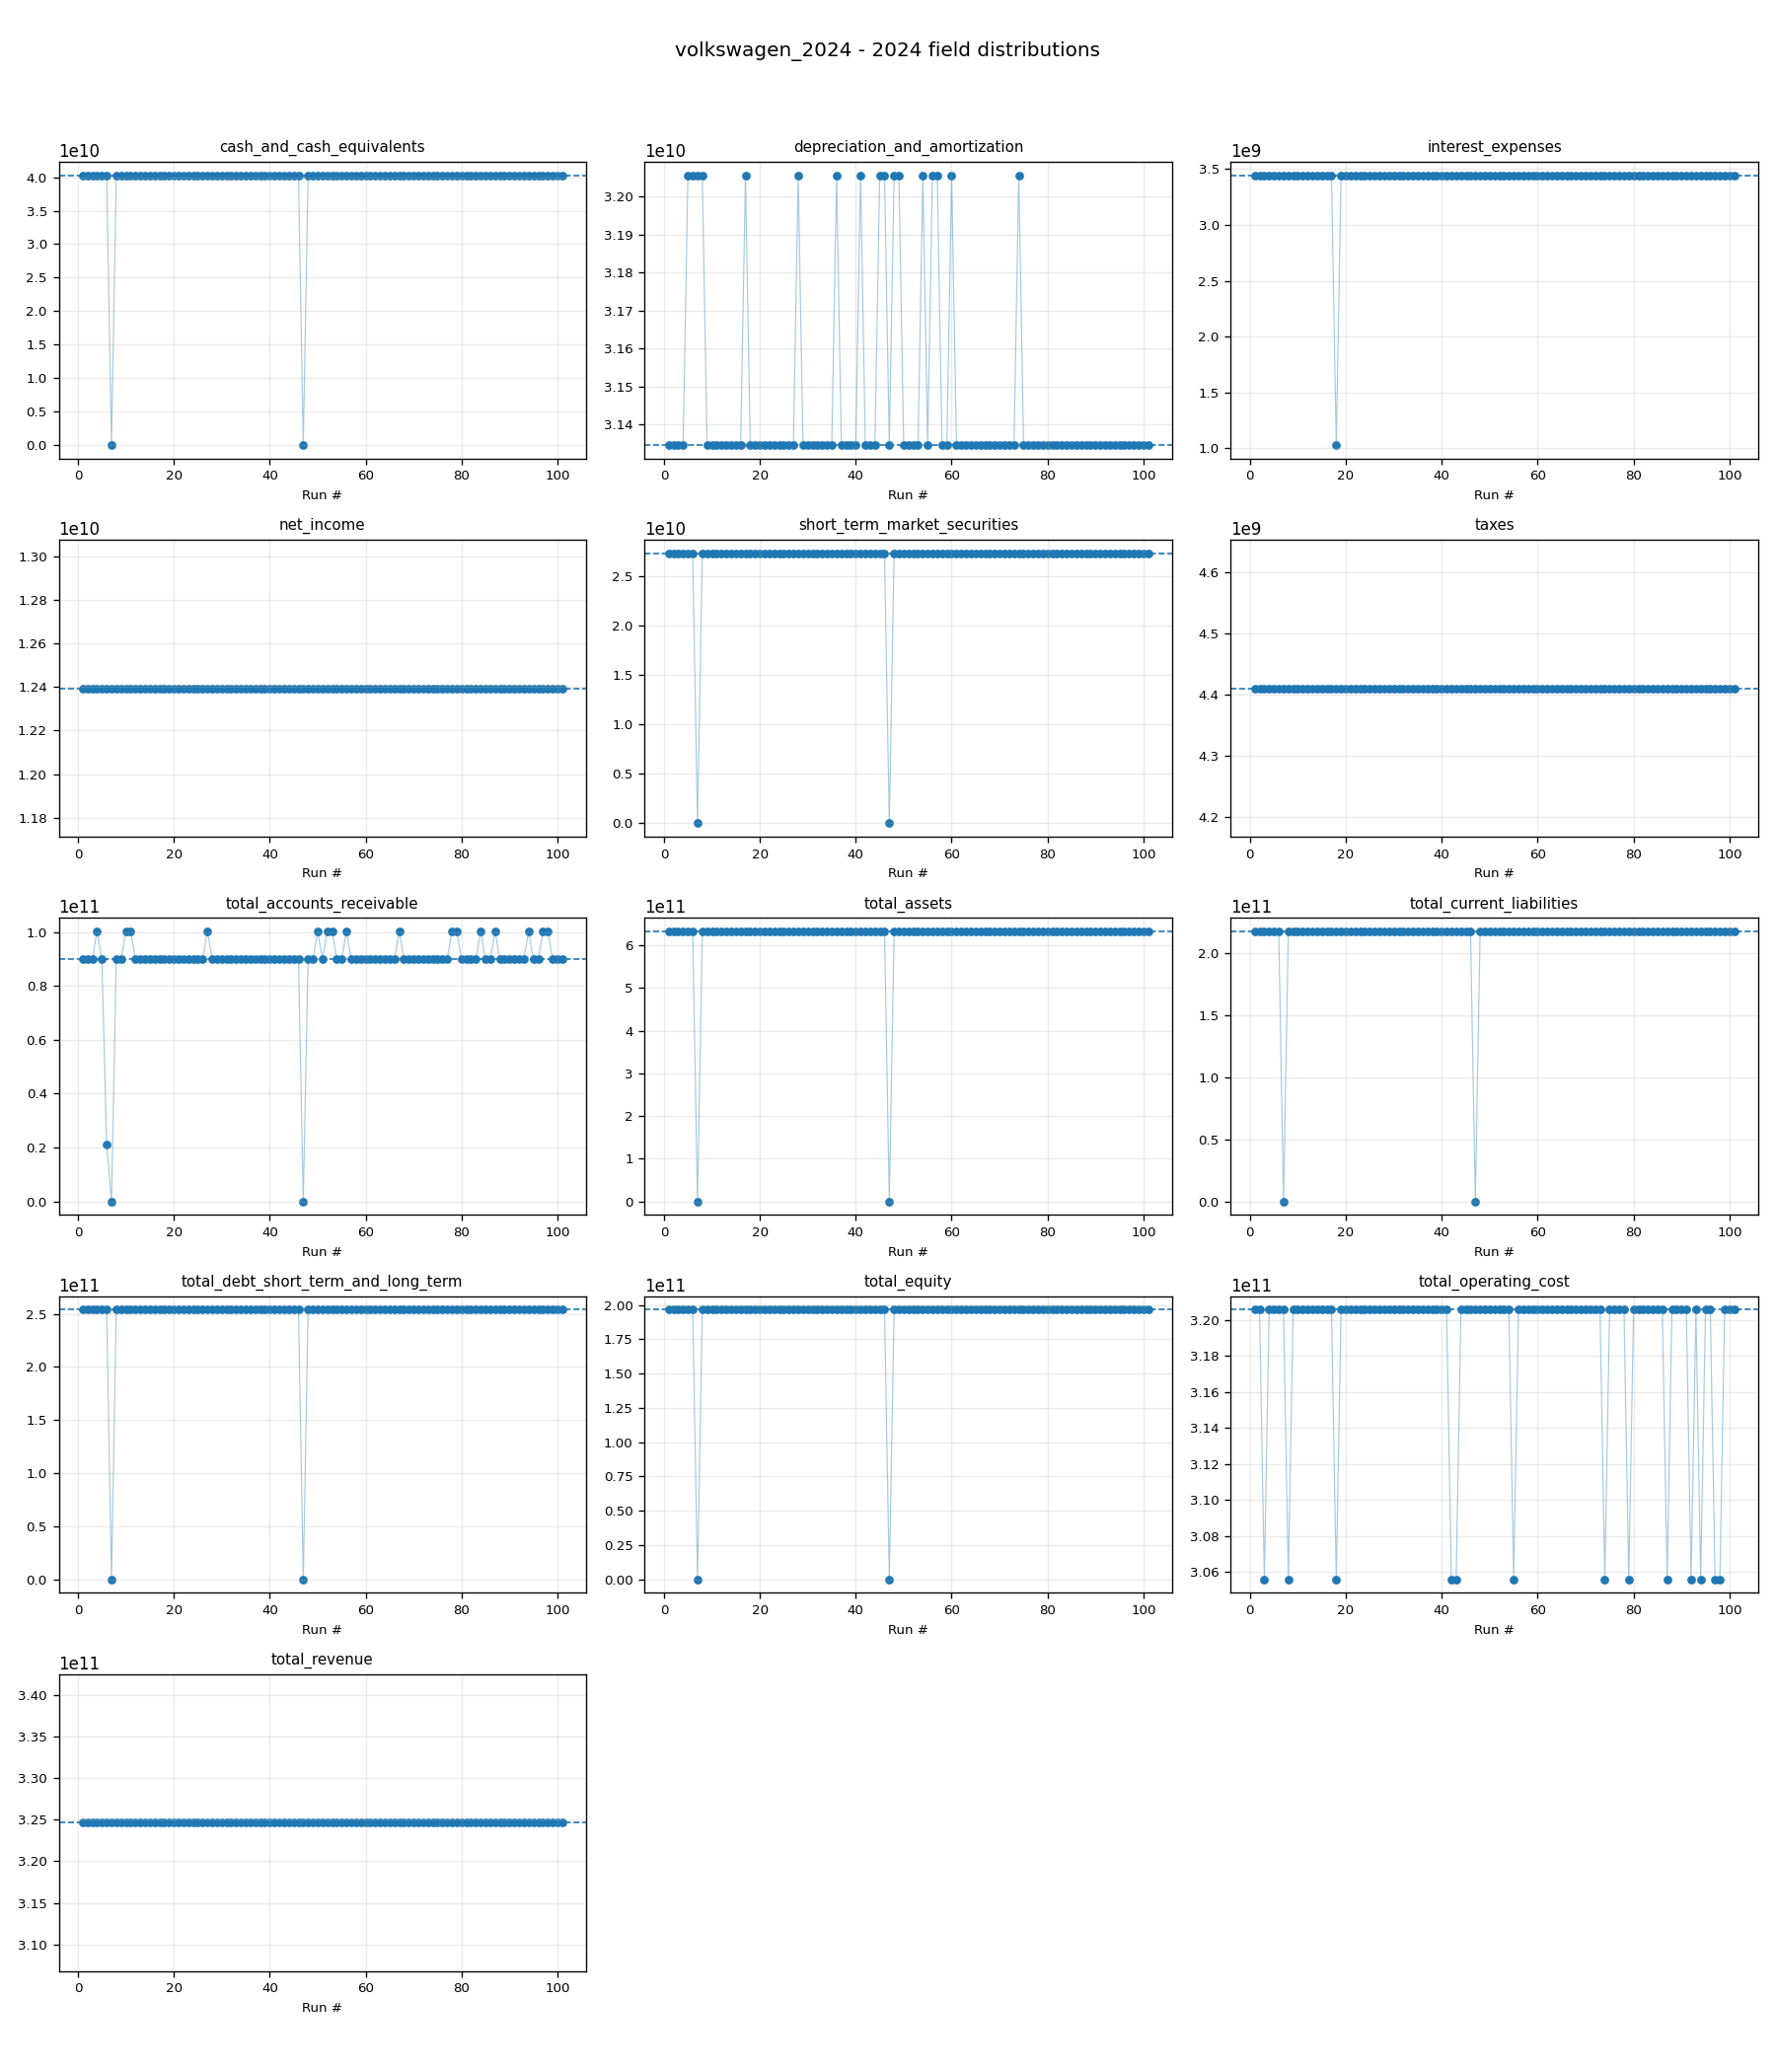 volkswagen_2024 - 2024 field distributions
cash_and_cash_equivalents
1e10
4.0
3.5
3.0
2.5
2.0
1.5
1.0
0.5
0.0
0 20 40 60 80 100
Run #
depreciation_and_amortization
1e10
3.20
3.19
3.18
3.17
3.16
3.15
3.14
0 20 40 60 80 100
Run #
interest_expenses
1e9
3.5
3.0
2.5
2.0
1.5
1.0
0 20 40 60 80 100
Run #
net_income
1e10
1.30
1.28
1.26
1.24
1.22
1.20
1.18
0 20 40 60 80 100
Run #
short_term_market_securities
1e10
2.5
2.0
1.5
1.0
0.5
0.0
0 20 40 60 80 100
Run #
taxes
1e9
4.6
4.5
4.4
4.3
4.2
0 20 40 60 80 100
Run #
total_accounts_receivable
1e11
1.0
0.8
0.6
0.4
0.2
0.0
0 20 40 60 80 100
Run #
total_assets
1e11
6
5
4
3
2
1
0
0 20 40 60 80 100
Run #
total_current_liabilities
1e11
2.0
1.5
1.0
0.5
0.0
0 20 40 60 80 100
Run #
total_debt_short_term_and_long_term
1e11
2.5
2.0
1.5
1.0
0.5
0.0
0 20 40 60 80 100
Run #
total_equity
1e11
2.00
1.75
1.50
1.25
1.00
0.75
0.50
0.25
0.00
0 20 40 60 80 100
Run #
total_operating_cost
1e11
3.20
3.18
3.16
3.14
3.12
3.10
3.08
3.06
0 20 40 60 80 100
Run #
total_revenue
1e11
3.40
3.35
3.30
3.25
3.20
3.15
3.10
0 20 40 60 80 100
Run #